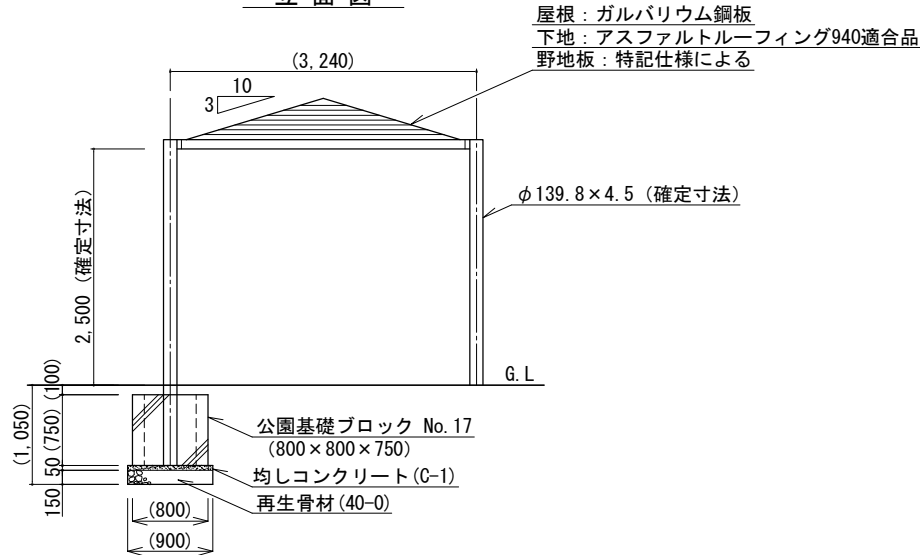 立面図
屋根：ガルバリウム鋼板
下地：アスファルトルーフィング940適合品
野地板：特記仕様による
(3,240)
10
3
φ139.8×4.5 (確定寸法)
2,500 (確定寸法)
G.L
(100)
(750)
(1,050)
50
150
公園基礎ブロック No.17
(800×800×750)
均しコンクリート(C-1)
再生骨材(40-0)
(800)
(900)